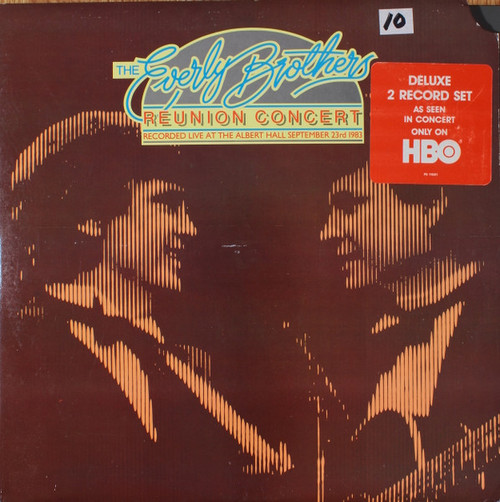 10
THE Everly Brothers
REUNION CONCERT
RECORDED LIVE AT THE ALBERT HALL SEPTEMBER 23rd 1983
DELUXE
2 RECORD SET
AS SEEN
IN CONCERT
ONLY ON
HBO